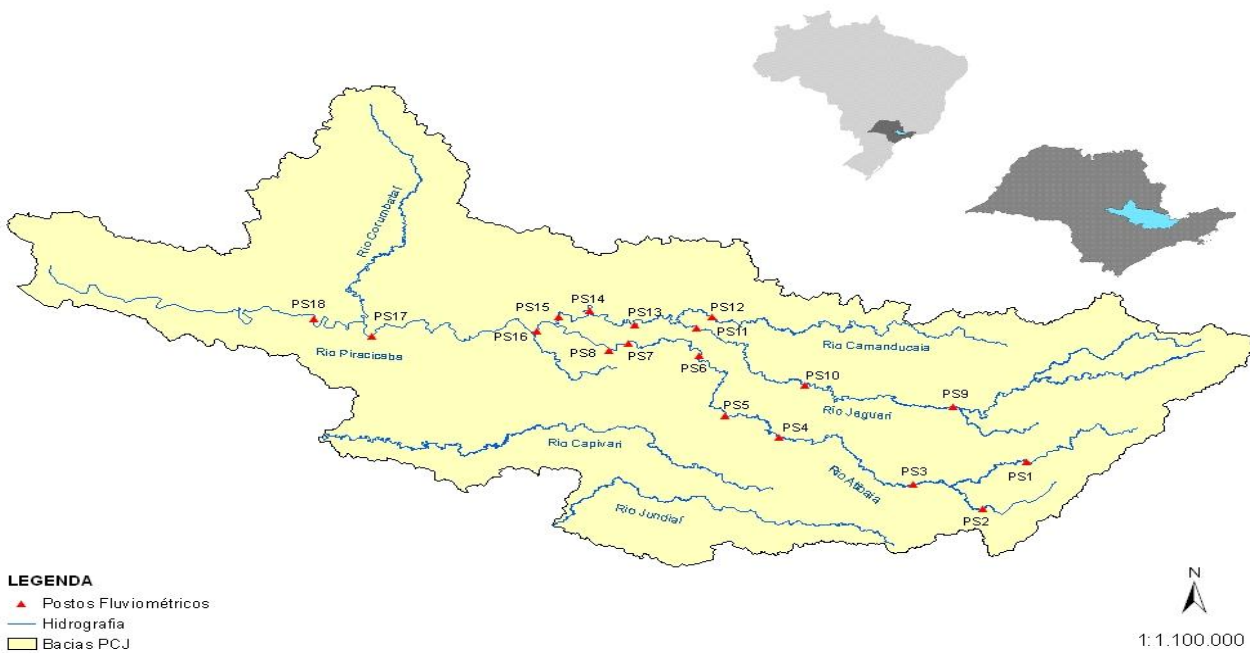 Rio Corumbataí
PS18
PS17
PS15
PS14
PS13
PS12
PS16
PS11
Rio Piracicaba
PS8
PS7
PS6
Rio Camanducaia
PS10
PS9
Rio Jaguari
PS5
PS4
Rio Capivari
Rio Atibaia
PS3
PS1
PS2
Rio Jundiaí
LEGENDA
Postos Fluviométricos
Hidrografia
Bacias PCJ
N
1:1.100.000